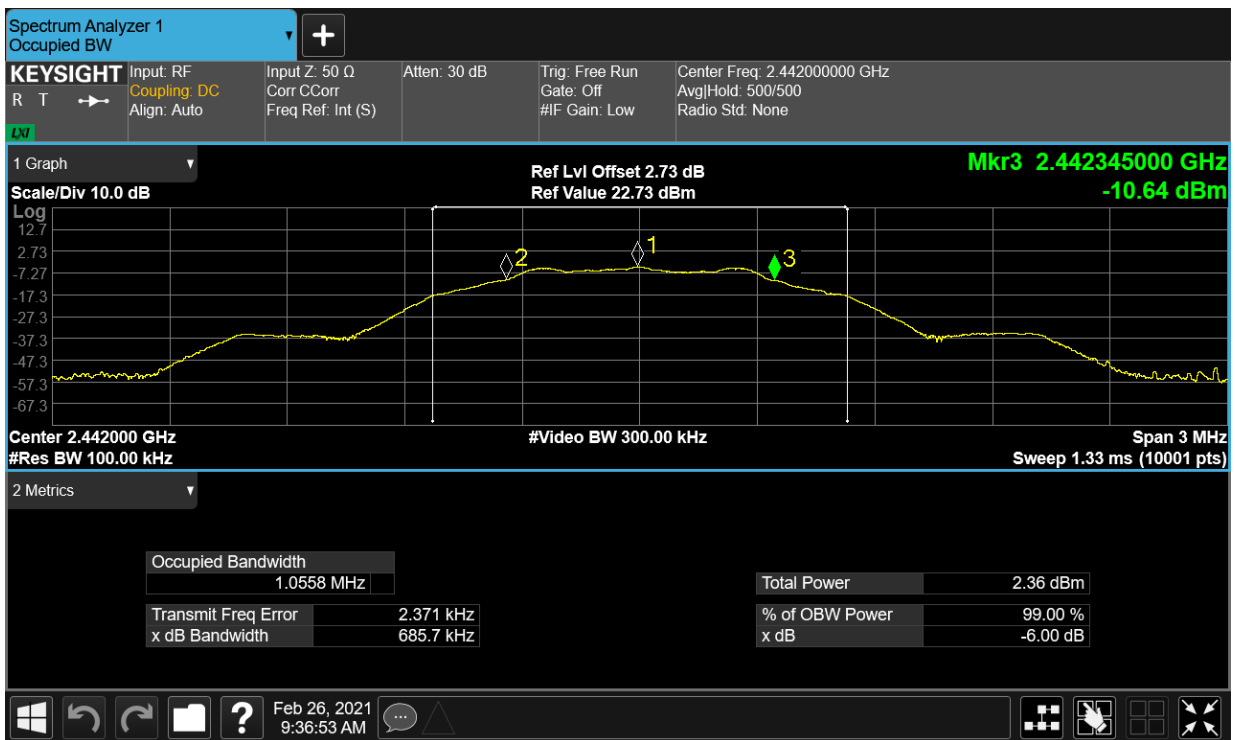 Spectrum Analyzer 1
Occupied BW
▼
+
KEYSIGHT
R T
LXI
Input: RF
Coupling: DC
Align: Auto
Input Z: 50 Ω
Corr CCorr
Freq Ref: Int (S)
Atten: 30 dB
Trig: Free Run
Gate: Off
#IF Gain: Low
Center Freq: 2.442000000 GHz
Avg|Hold: 500/500
Radio Std: None
1 Graph ▼
Scale/Div 10.0 dB
Ref Lvl Offset 2.73 dB
Ref Value 22.73 dBm
Mkr3 2.442345000 GHz
-10.64 dBm
Log
12.7
2.73
-7.27
-17.3
-27.3
-37.3
-47.3
-57.3
-67.3
2
1
3
Center 2.442000 GHz
#Video BW 300.00 kHz
Span 3 MHz
#Res BW 100.00 kHz
Sweep 1.33 ms (10001 pts)
2 Metrics ▼
Occupied Bandwidth
1.0558 MHz
Total Power 2.36 dBm
Transmit Freq Error 2.371 kHz
% of OBW Power 99.00 %
x dB Bandwidth 685.7 kHz
x dB -6.00 dB
?
Feb 26, 2021
9:36:53 AM
...